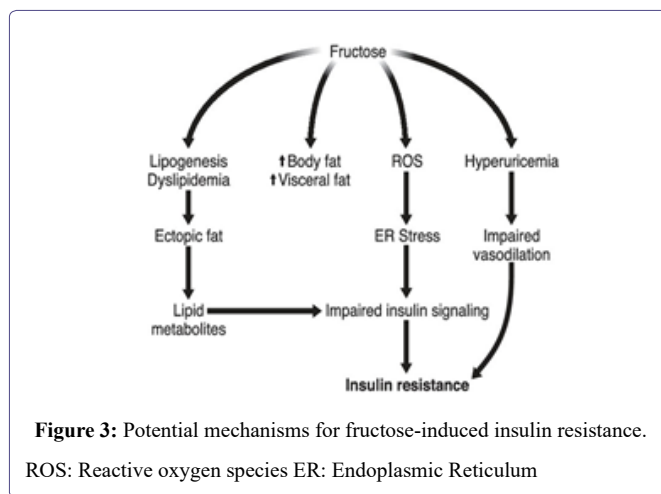 Fructose
Lipogenesis
Dyslipidemia
⬆Body fat
⬆Visceral fat
ROS
Hyperuricemia
Ectopic fat
ER Stress
Impaired
vasodilation
Lipid
metabolites
Impaired insulin signaling
Insulin resistance
Figure 3: Potential mechanisms for fructose-induced insulin resistance.
ROS: Reactive oxygen species ER: Endoplasmic Reticulum